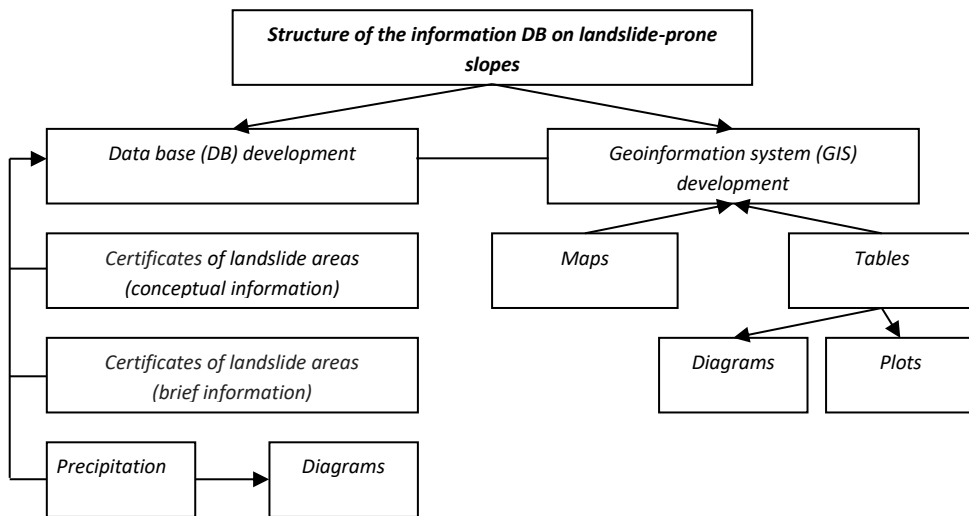 Structure of the information DB on landslide-prone
slopes
Data base (DB) development
Geoinformation system (GIS)
development
Certificates of landslide areas
(conceptual information)
Maps
Tables
Certificates of landslide areas
(brief information)
Diagrams
Plots
Precipitation
Diagrams